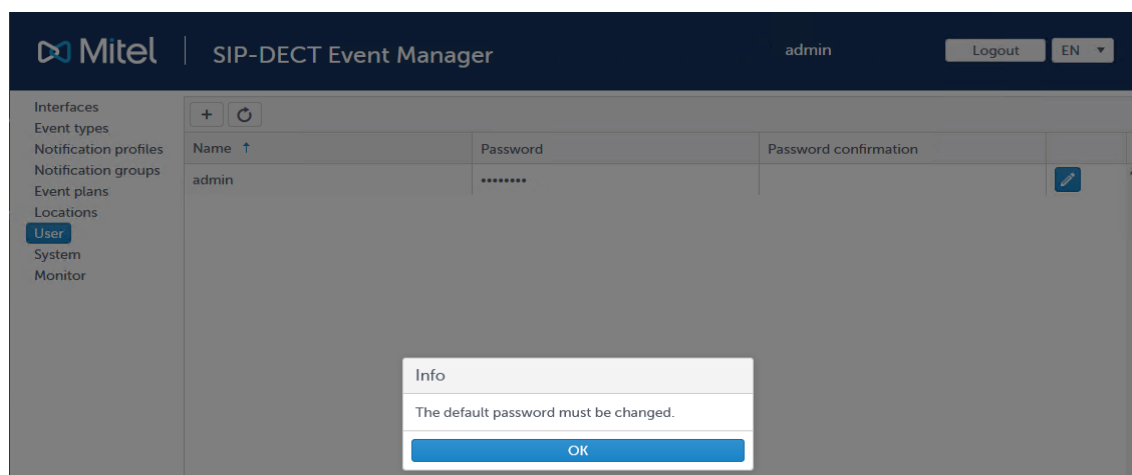 Mitel | SIP-DECT Event Manager admin Logout EN
Interfaces
Event types
Notification profiles
Notification groups
Event plans
Locations
User
System
Monitor
Name Password Password confirmation
admin ••••••••
Info
The default password must be changed.
OK